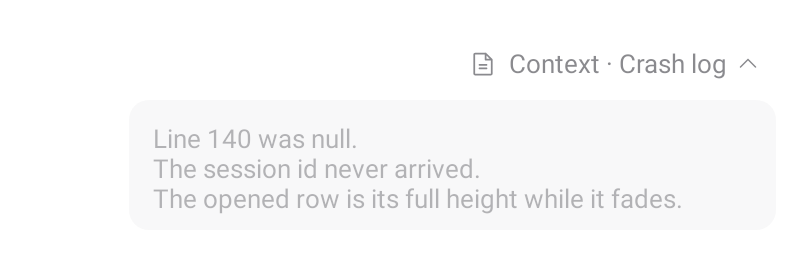 Context · Crash log
Line 140 was null.
The session id never arrived.
The opened row is its full height while it fades.